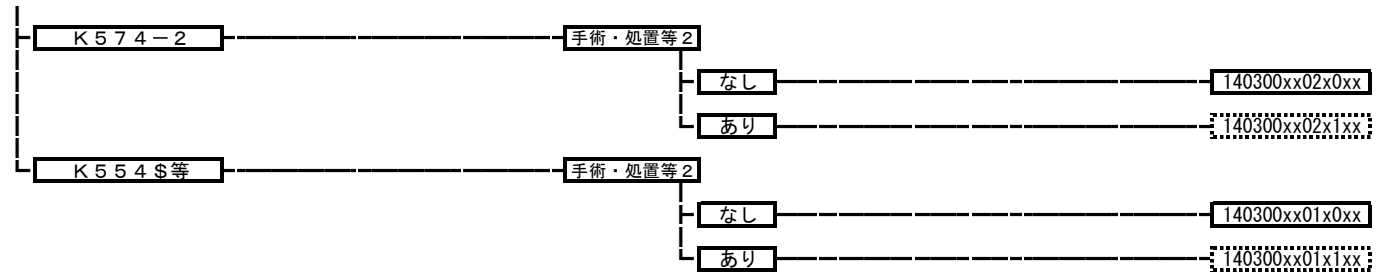 K574-2 手術・処置等2
なし 140300xx02x0xx
あり 140300xx02x1xx
K554$等 手術・処置等2
なし 140300xx01x0xx
あり 140300xx01x1xx